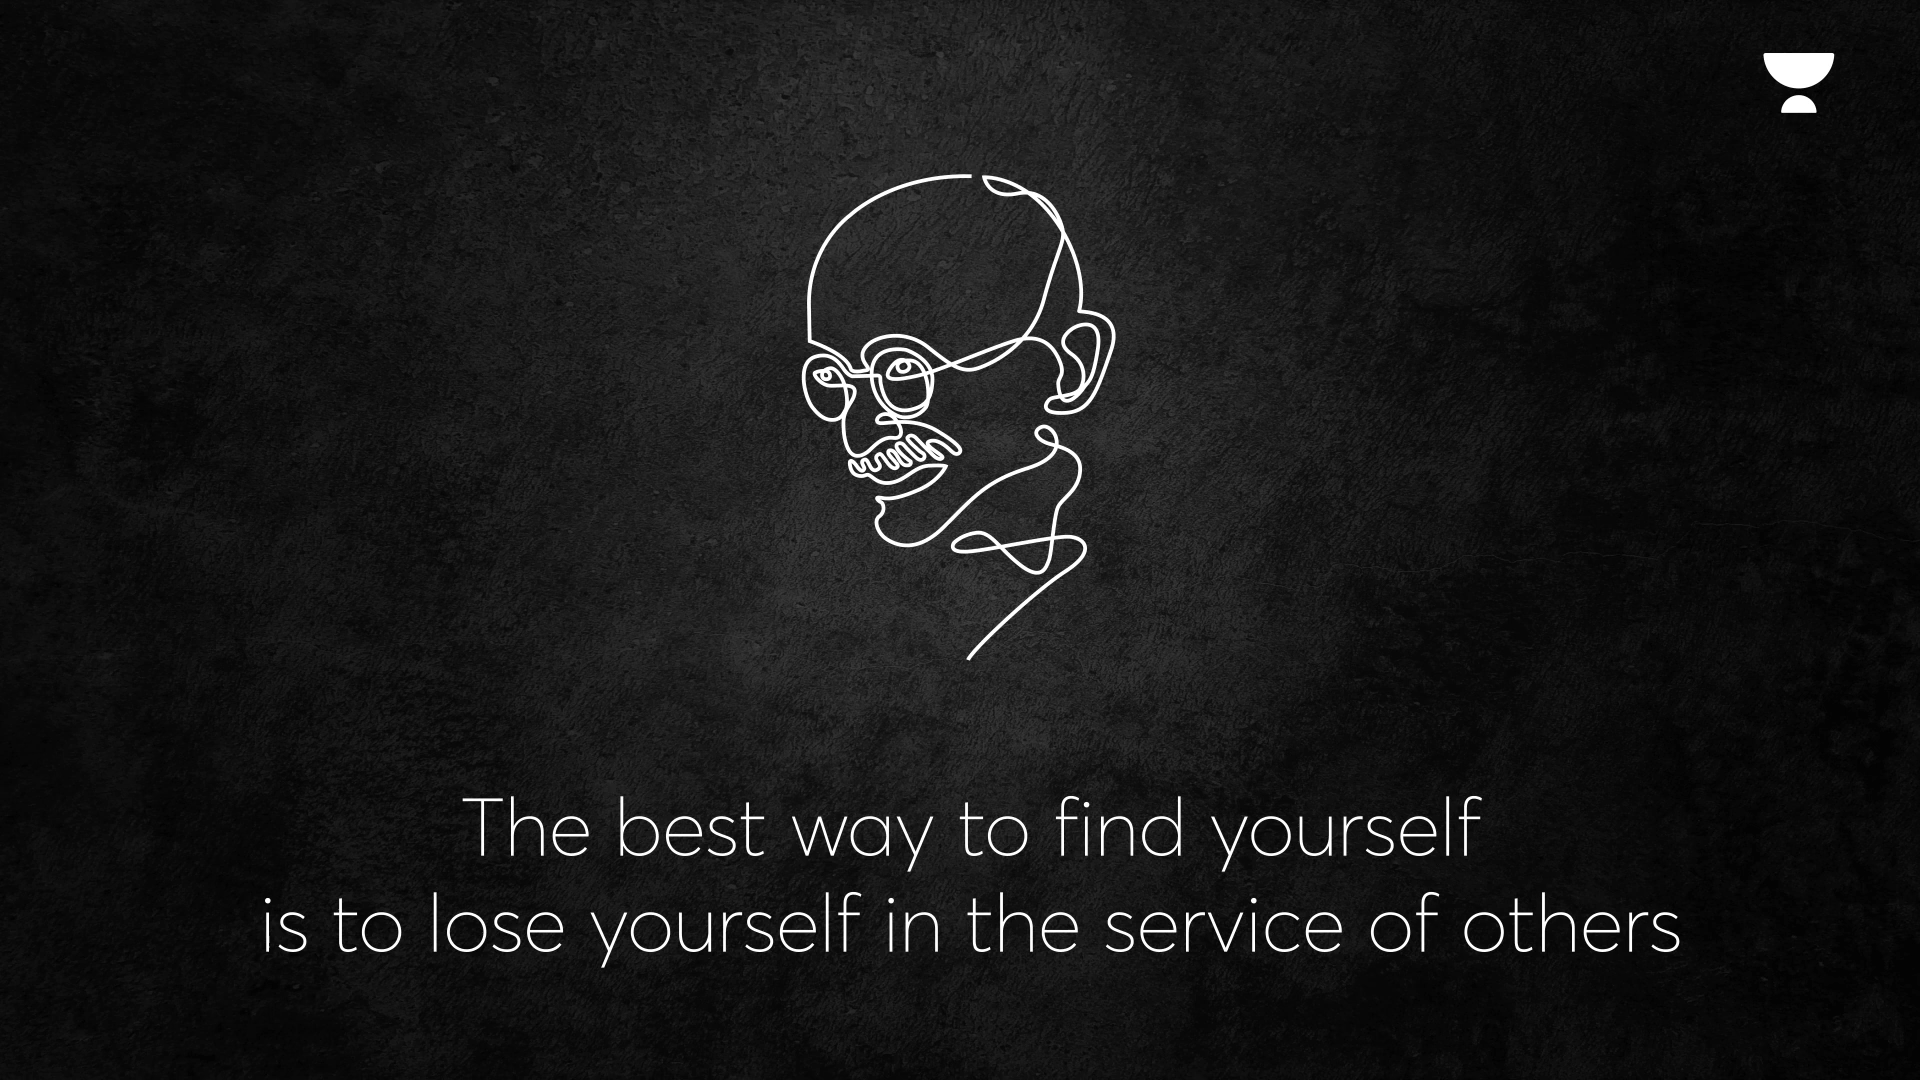 The best way to find yourself
is to lose yourself in the service of others